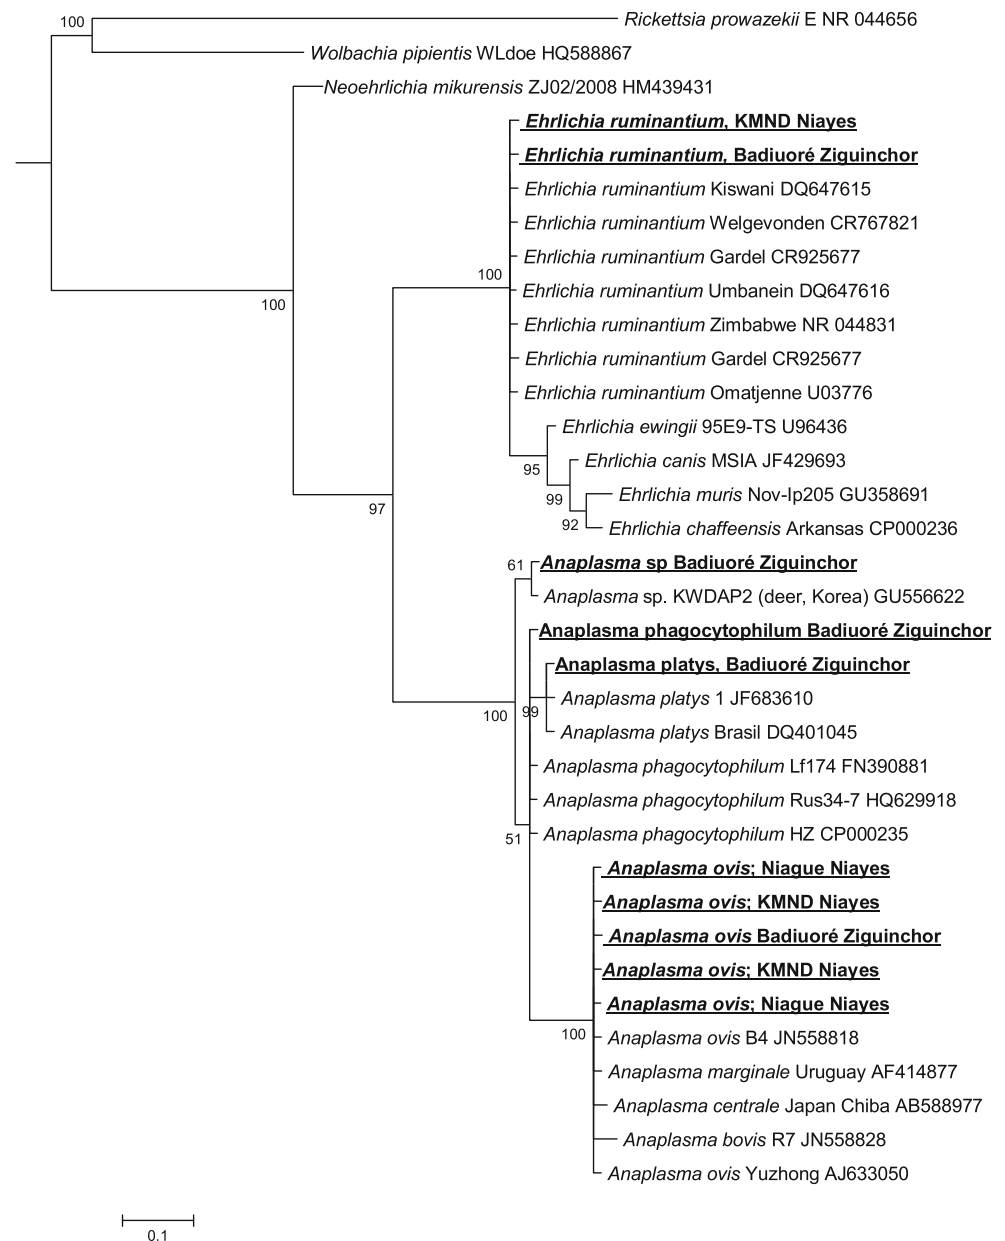 100
Rickettsia prowazekii E NR 044656
Wolbachia pipientis WLdoe HQ588867
Neoehrlichia mikurensis ZJ02/2008 HM439431
Ehrlichia ruminantium, KMND Niayes
Ehrlichia ruminantium, Badiuoré Ziguinchor
Ehrlichia ruminantium Kiswani DQ647615
Ehrlichia ruminantium Welgevonden CR767821
Ehrlichia ruminantium Gardel CR925677
100
Ehrlichia ruminantium Umbanein DQ647616
100
Ehrlichia ruminantium Zimbabwe NR 044831
Ehrlichia ruminantium Gardel CR925677
Ehrlichia ruminantium Omatjenne U03776
Ehrlichia ewingii 95E9-TS U96436
95
Ehrlichia canis MSIA JF429693
99
Ehrlichia muris Nov-Ip205 GU358691
97
92
Ehrlichia chaffeensis Arkansas CP000236
61
Anaplasma sp Badiuoré Ziguinchor
Anaplasma sp. KWDAP2 (deer, Korea) GU556622
Anaplasma phagocytophilum Badiuoré Ziguinchor
Anaplasma platys, Badiuoré Ziguinchor
Anaplasma platys 1 JF683610
100
99
Anaplasma platys Brasil DQ401045
Anaplasma phagocytophilum Lf174 FN390881
Anaplasma phagocytophilum Rus34-7 HQ629918
Anaplasma phagocytophilum HZ CP000235
51
Anaplasma ovis; Niague Niayes
Anaplasma ovis; KMND Niayes
Anaplasma ovis Badiuoré Ziguinchor
Anaplasma ovis; KMND Niayes
Anaplasma ovis; Niague Niayes
100
Anaplasma ovis B4 JN558818
Anaplasma marginale Uruguay AF414877
Anaplasma centrale Japan Chiba AB588977
Anaplasma bovis R7 JN558828
Anaplasma ovis Yuzhong AJ633050
0.1